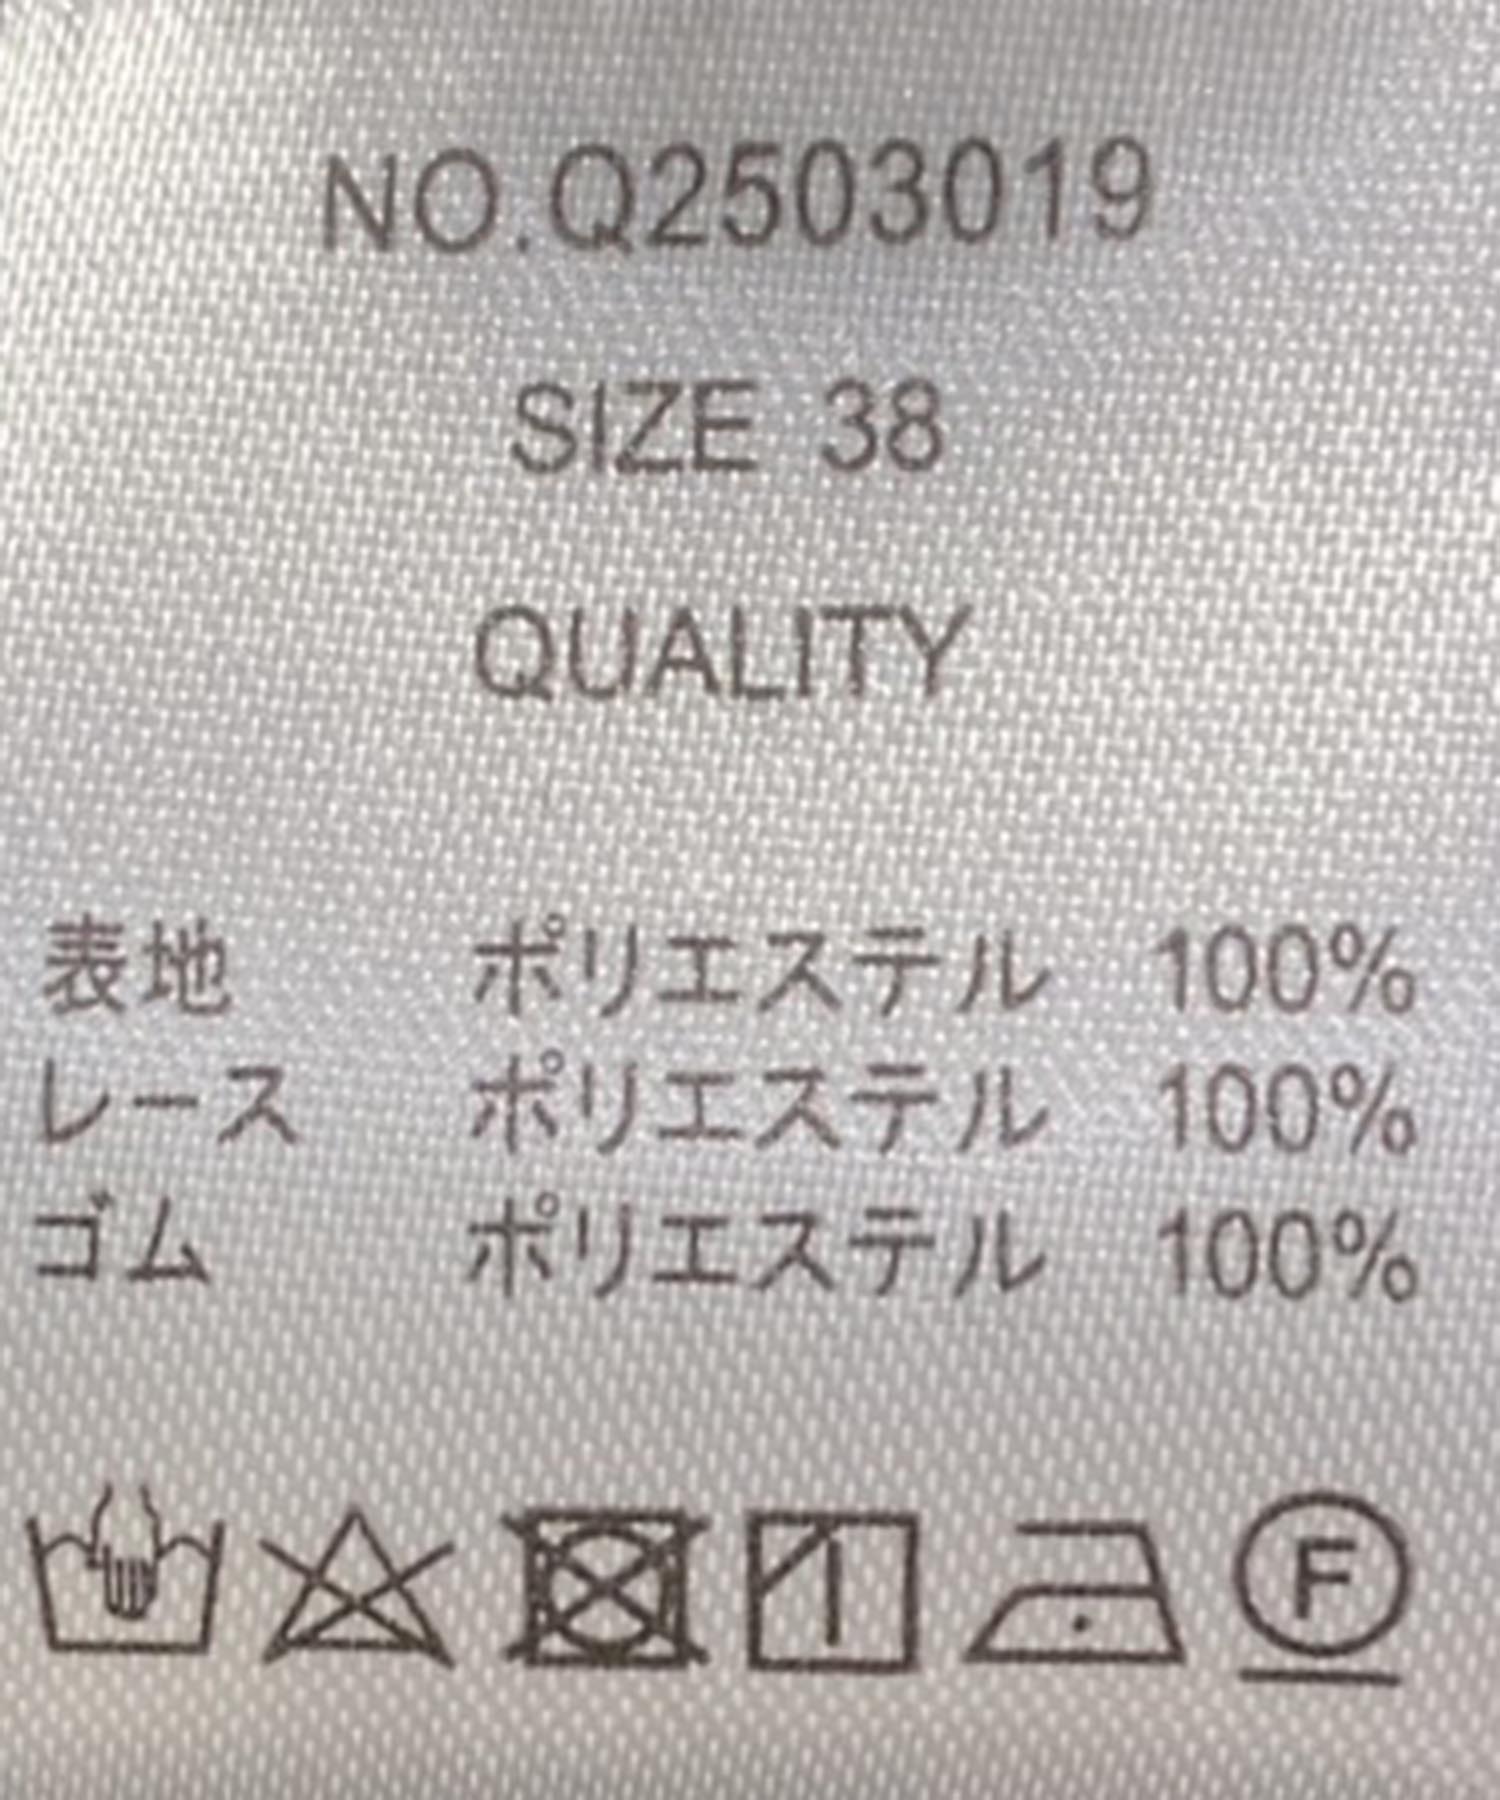 NO.Q2503019
SIZE 38
QUALITY
表地 ポリエステル 100%
レース ポリエステル 100%
ゴム ポリエステル 100%
F